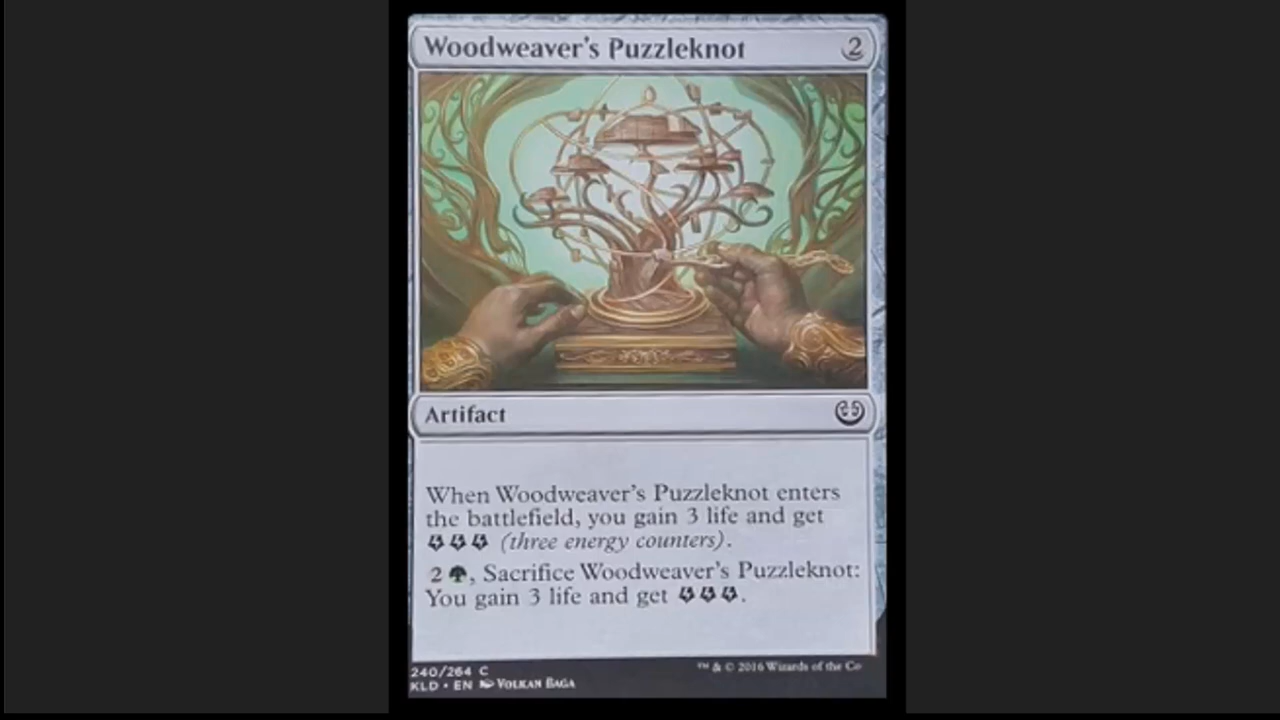 Woodweaver's Puzzleknot 2
Artifact
When Woodweaver's Puzzleknot enters
the battlefield, you gain 3 life and get
(three energy counters).
2 , Sacrifice Woodweaver's Puzzleknot:
You gain 3 life and get .
240/264 C
™ & © 2016 Wizards of the Co
KLD • EN Volkan Baga